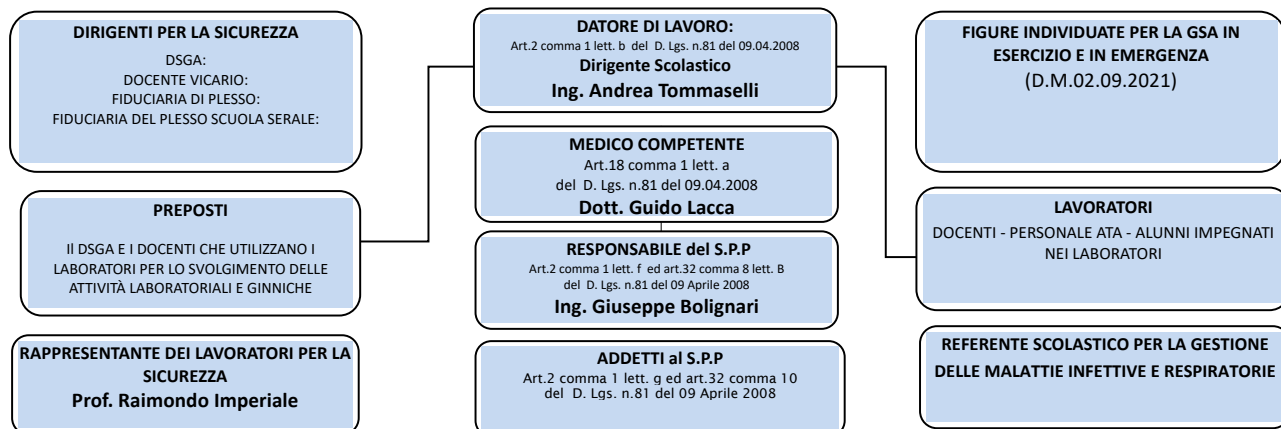 DIRIGENTI PER LA SICUREZZA
DSGA:
DOCENTE VICARIO:
FIDUCIARIA DI PLESSO:
FIDUCIARIA DEL PLESSO SCUOLA SERALE:
PREPOSTI
Il DSGA E I DOCENTI CHE UTILIZZANO I
LABORATORI PER LO SVOLGIMENTO DELLE
ATTIVITÀ LABORATORIALI E GINNICHE
RAPPRESENTANTE DEI LAVORATORI PER LA
SICUREZZA
Prof. Raimondo Imperiale
DATORE DI LAVORO:
Art.2 comma 1 lett. b del D. Lgs. n.81 del 09.04.2008
Dirigente Scolastico
Ing. Andrea Tommaselli
MEDICO COMPETENTE
Art.18 comma 1 lett. a
del D. Lgs. n.81 del 09.04.2008
Dott. Guido Lacca
RESPONSABILE del S.P.P
Art.2 comma 1 lett. f ed art.32 comma 8 lett. B
del D. Lgs. n.81 del 09 Aprile 2008
Ing. Giuseppe Bolignari
ADDETTI al S.P.P
Art.2 comma 1 lett. g ed art.32 comma 10
del D. Lgs. n.81 del 09 Aprile 2008
FIGURE INDIVIDUATE PER LA GSA IN
ESERCIZIO E IN EMERGENZA
(D.M.02.09.2021)
LAVORATORI
DOCENTI - PERSONALE ATA - ALUNNI IMPEGNATI
NEI LABORATORI
REFERENTE SCOLASTICO PER LA GESTIONE
DELLE MALATTIE INFETTIVE E RESPIRATORIE